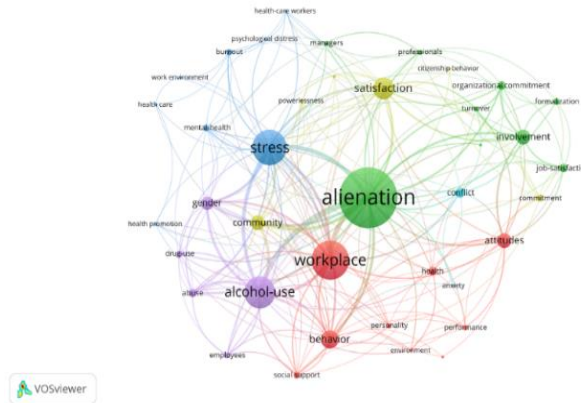 health-care workers
psychological distress
managers
burnout
professionals
citizenship behavior
work environment
satisfaction
organizational commitment
health care
powerlessness
turnover
formalization
mental health
involvement
stress
job-satisfacti
alienation
conflict
commitment
gender
community
health promotion
attitudes
drug-use
workplace
health
anxiety
abuse
alcohol-use
personality
performance
behavior
environment
employees
social support
VOSviewer